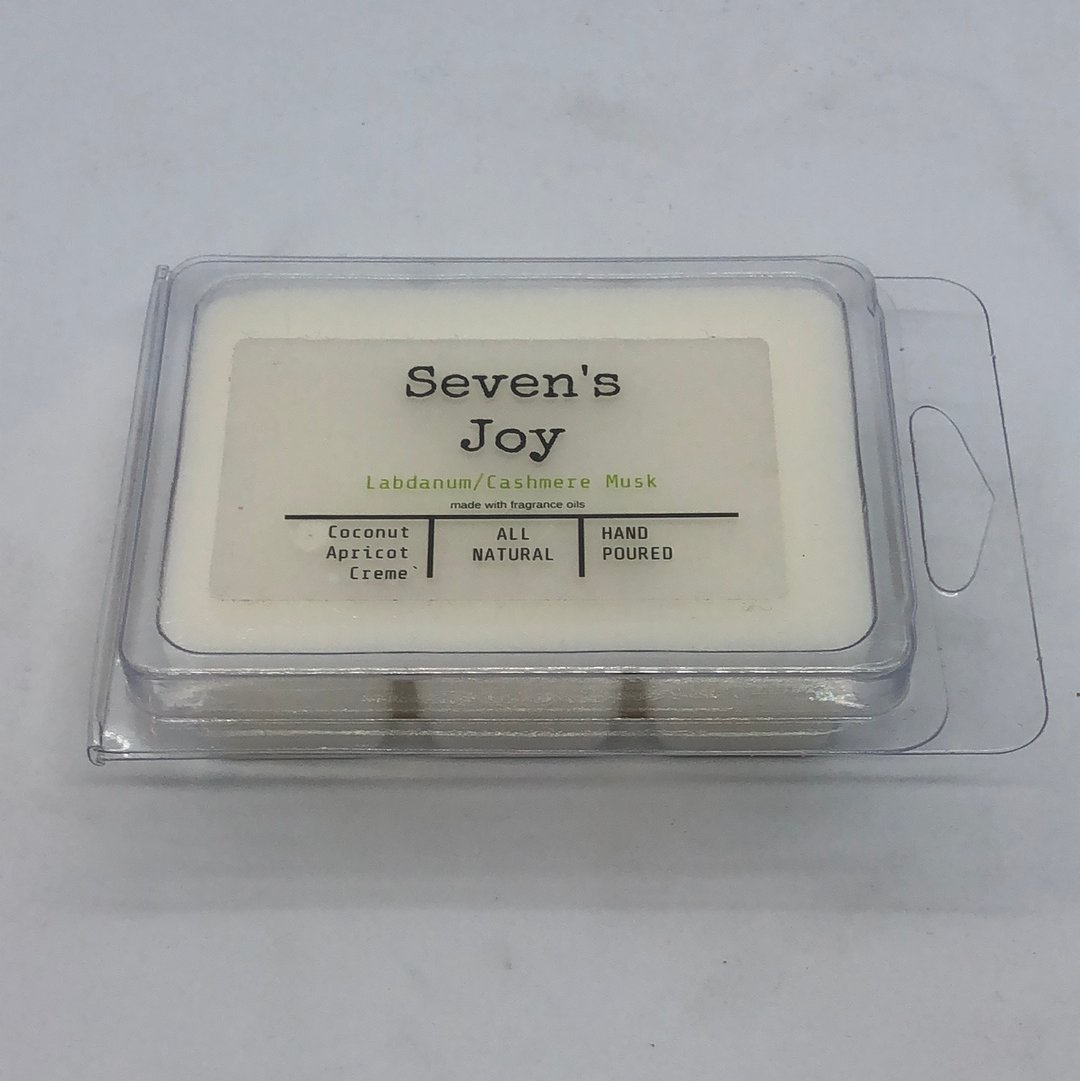 Seven's
Joy
Labdanum/Cashmere Musk
made with fragrance oils
Coconut
Apricot
Creme`
ALL
NATURAL
HAND
POURED